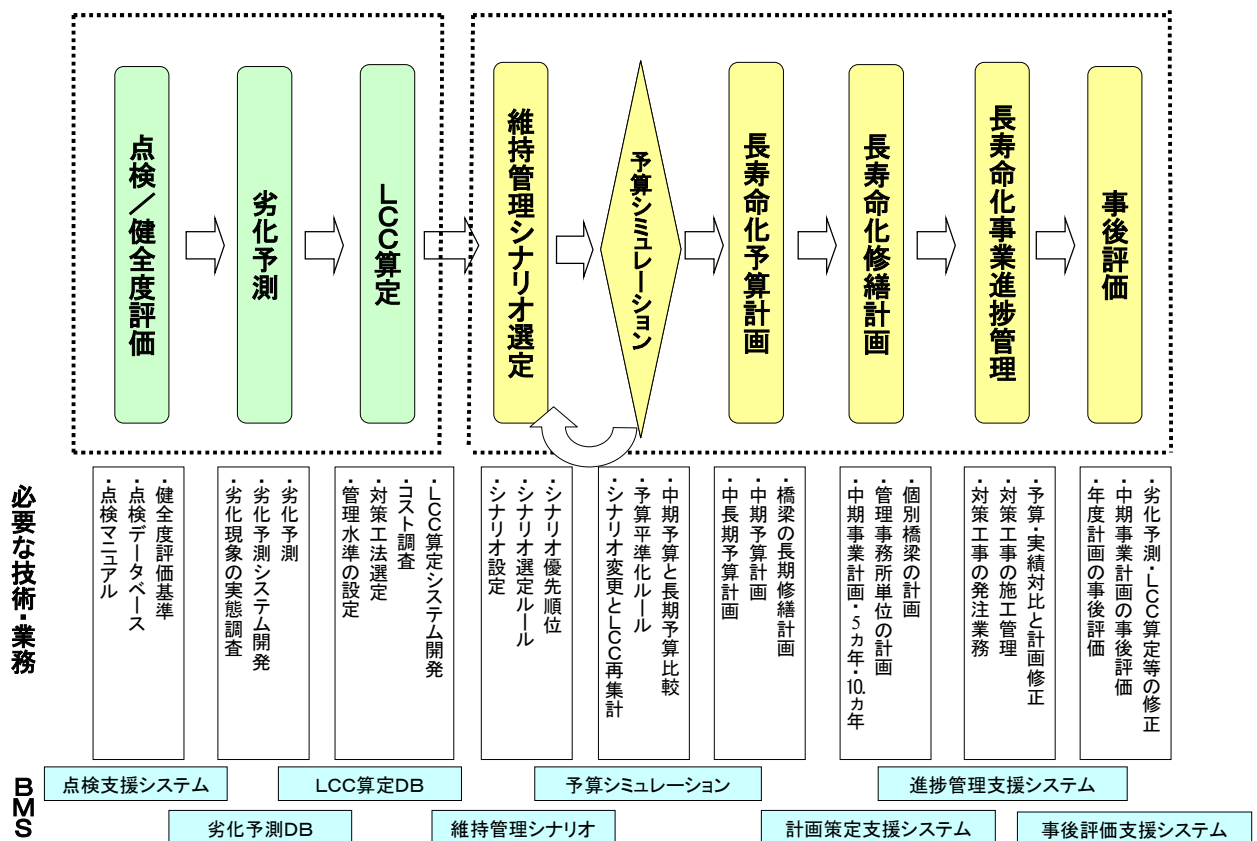 点検／健全度評価
劣化予測
LCC算定
維持管理シナリオ選定
予算シミュレーション
長寿命化予算計画
長寿命化修繕計画
長寿命化事業進捗管理
事後評価
必要な技術・業務
・健全度評価基準
・点検データベース
・点検マニュアル
・劣化予測
・劣化予測システム開発
・劣化現象の実態調査
・LCC算定システム開発
・コスト調査
・対策工法選定
・管理水準の設定
・シナリオ優先順位
・シナリオ選定ルール
・シナリオ設定
・中期予算と長期予算比較
・予算平準化ルール
・シナリオ変更とLCC再集計
・橋梁の長期修繕計画
・中期予算計画
・中長期予算計画
・個別橋梁の計画
・管理事務所単位の計画
・中期事業計画・5カ年・10.カ年
・予算・実績対比と計画修正
・対策工事の施工管理
・対策工事の発注業務
・劣化予測・LCC算定等の修正
・中期事業計画の事後評価
・年度計画の事後評価
BMS
点検支援システム
LCC算定DB
予算シミュレーション
進捗管理支援システム
劣化予測DB
維持管理シナリオ
計画策定支援システム
事後評価支援システム